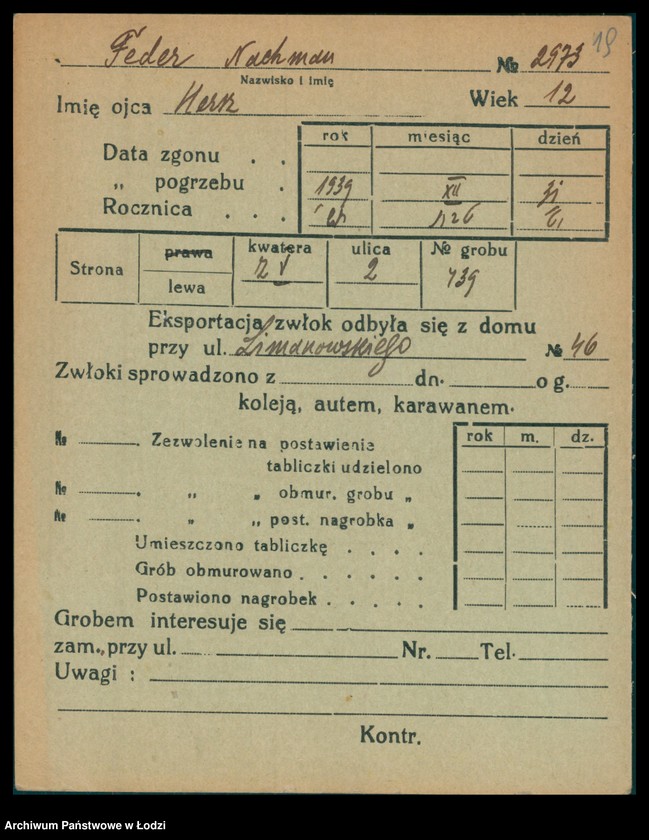 19
Feder Nachman № 2973
Nazwisko i imię
Imię ojca Herk Wiek 12
rok miesiąc dzień
Data zgonu . .
„ pogrzebu . 1939 XII
Rocznica . . .
Strona prawa lewa kwatera ulica 2 № grobu 739
Eksportacja zwłok odbyła się z domu
przy ul. Limanowskiego № 46
Zwłoki sprowadzono z dn. o g.
koleją, autem, karawanem.
rok m. dz.
№ . Zezwolenie na postawienie
tabliczki udzielono
№ . „ „ obmur. grobu „
№ . „ „ post. nagrobka „
Umieszczono tabliczkę . . . .
Grób obmurowano . . . . . .
Postawiono nagrobek . . . . .
Grobem interesuje się
zam., przy ul. Nr. Tel.
Uwagi :
Kontr.
Archiwum Państwowe w Łodzi